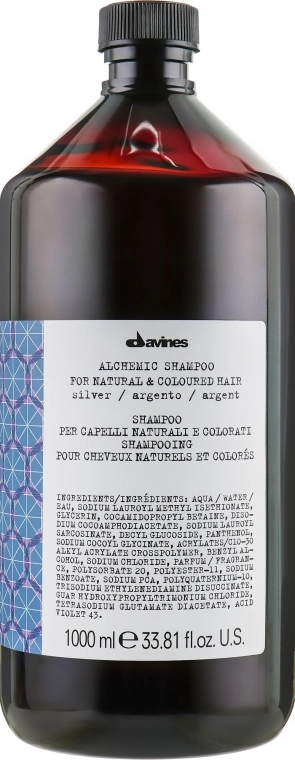 davines
ALCHEMIC SHAMPOO
FOR NATURAL & COLOURED HAIR
silver / argento / argent
SHAMPOO
PER CAPELLI NATURALI E COLORATI
SHAMPOOING
POUR CHEVEUX NATURELS ET COLORÉS
INGREDIENTS/INGRÉDIENTS: AQUA / WATER /
EAU, SODIUM LAUROYL METHYL ISETHIONATE,
GLYCERIN, COCAMIDOPROPYL BETAINE, DISO-
DIUM COCOAMPHODIACETATE, SODIUM LAUROYL
SARCOSINATE, DECYL GLUCOSIDE, PANTHENOL,
SODIUM COCOYL GLYCINATE, ACRYLATES/C10-30
ALKYL ACRYLATE CROSSPOLYMER, BENZYL AL-
COHOL, SODIUM CHLORIDE, PARFUM / FRAGRAN-
CE, POLYSORBATE 20, POLYESTER-11, SODIUM
BENZOATE, SODIUM PCA, POLYQUATERNIUM-10,
TRISODIUM ETHYLENEDIAMINE DISUCCINATE,
GUAR HYDROXYPROPYLTRIMONIUM CHLORIDE,
TETRASODIUM GLUTAMATE DIACETATE, ACID
VIOLET 43.
1000 ml ℮ 33.81 fl.oz. U.S.